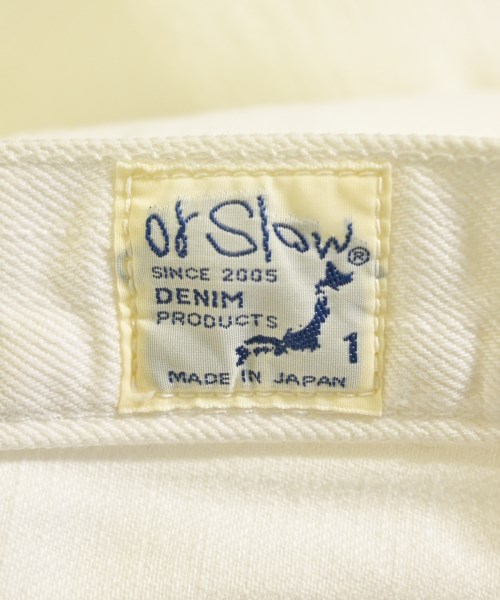 or Slow®
SINCE 2005
DENIM
PRODUCTS
1
MADE IN JAPAN